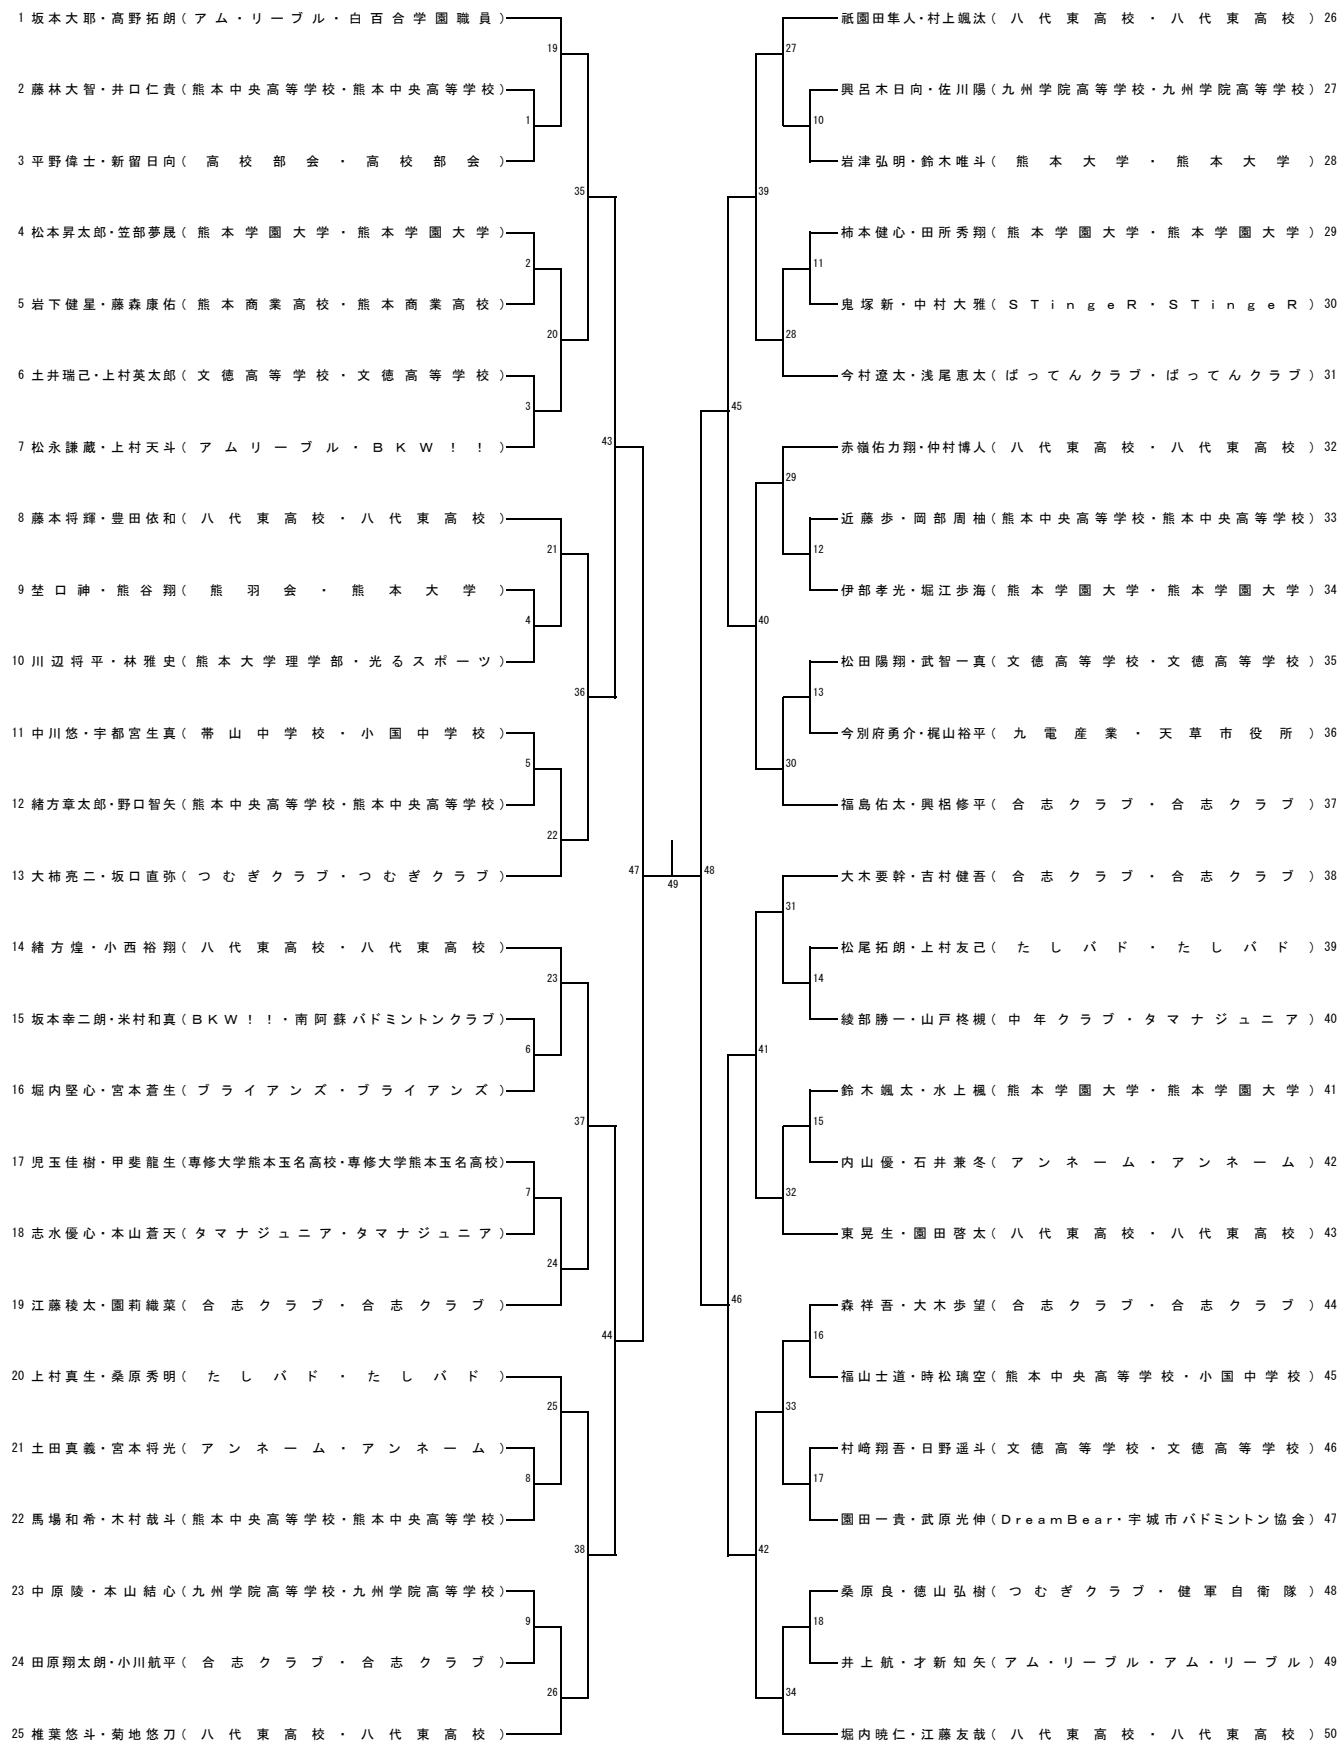 1 坂本大耶・髙野拓朗(アム・リーブル・白百合学園職員)
2 藤林大智・井口仁貴(熊本中央高等学校・熊本中央高等学校)
3 平野偉士・新留日向(高校部会・高校部会)
4 松本昇太郎・笠部夢晟(熊本学園大学・熊本学園大学)
5 岩下健星・藤森康佑(熊本商業高校・熊本商業高校)
6 土井瑞己・上村英太郎(文徳高等学校・文徳高等学校)
7 松永謙蔵・上村天斗(アムリーブル・BKW!!)
8 藤本将輝・豊田依和(八代東高校・八代東高校)
9 埜口神・熊谷翔(熊羽会・熊本大学)
10 川辺将平・林雅史(熊本大学理学部・光るスポーツ)
11 中川悠・宇都宮生真(帯山中学校・小国中学校)
12 緒方章太郎・野口智矢(熊本中央高等学校・熊本中央高等学校)
13 大柿亮二・坂口直弥(つむぎクラブ・つむぎクラブ)
14 緒方煌・小西裕翔(八代東高校・八代東高校)
15 坂本幸二朗・米村和真(BKW!!・南阿蘇バドミントンクラブ)
16 堀内堅心・宮本蒼生(ブライアンズ・ブライアンズ)
17 児玉佳樹・甲斐龍生(専修大学熊本玉名高校・専修大学熊本玉名高校)
18 志水優心・本山蒼天(タマナジュニア・タマナジュニア)
19 江藤稜太・園莉織菜(合志クラブ・合志クラブ)
20 上村真生・桑原秀明(たしバド・たしバド)
21 土田真義・宮本将光(アンネーム・アンネーム)
22 馬場和希・木村哉斗(熊本中央高等学校・熊本中央高等学校)
23 中原陵・本山結心(九州学院高等学校・九州学院高等学校)
24 田原翔太朗・小川航平(合志クラブ・合志クラブ)
25 椎葉悠斗・菊地悠刀(八代東高校・八代東高校)
19
1
35
2
20
3
43
21
4
36
5
22
47
23
6
37
7
24
44
25
8
38
9
26
49
48
27
10
39
11
28
45
29
12
40
13
30
31
14
41
15
32
46
16
33
17
42
18
34
祇園田隼人・村上颯汰(八代東高校・八代東高校) 26
興呂木日向・佐川陽(九州学院高等学校・九州学院高等学校) 27
岩津弘明・鈴木唯斗(熊本大学・熊本大学) 28
柿本健心・田所秀翔(熊本学園大学・熊本学園大学) 29
鬼塚新・中村大雅(STingeR・STingeR) 30
今村遼太・浅尾恵太(ばってんクラブ・ばってんクラブ) 31
赤嶺佑力翔・仲村博人(八代東高校・八代東高校) 32
近藤歩・岡部周柚(熊本中央高等学校・熊本中央高等学校) 33
伊部孝光・堀江歩海(熊本学園大学・熊本学園大学) 34
松田陽翔・武智一真(文徳高等学校・文徳高等学校) 35
今別府勇介・梶山裕平(九電産業・天草市役所) 36
福島佑太・興梠修平(合志クラブ・合志クラブ) 37
大木要幹・吉村健吾(合志クラブ・合志クラブ) 38
松尾拓朗・上村友己(たしバド・たしバド) 39
綾部勝一・山戸柊槻(中年クラブ・タマナジュニア) 40
鈴木颯太・水上楓(熊本学園大学・熊本学園大学) 41
内山優・石井兼冬(アンネーム・アンネーム) 42
東晃生・園田啓太(八代東高校・八代東高校) 43
森祥吾・大木歩望(合志クラブ・合志クラブ) 44
福山士道・時松璃空(熊本中央高等学校・小国中学校) 45
村﨑翔吾・日野遥斗(文徳高等学校・文徳高等学校) 46
園田一貴・武原光伸(DreamBear・宇城市バドミントン協会) 47
桑原良・徳山弘樹(つむぎクラブ・健軍自衛隊) 48
井上航・才新知矢(アム・リーブル・アム・リーブル) 49
堀内暁仁・江藤友哉(八代東高校・八代東高校) 50